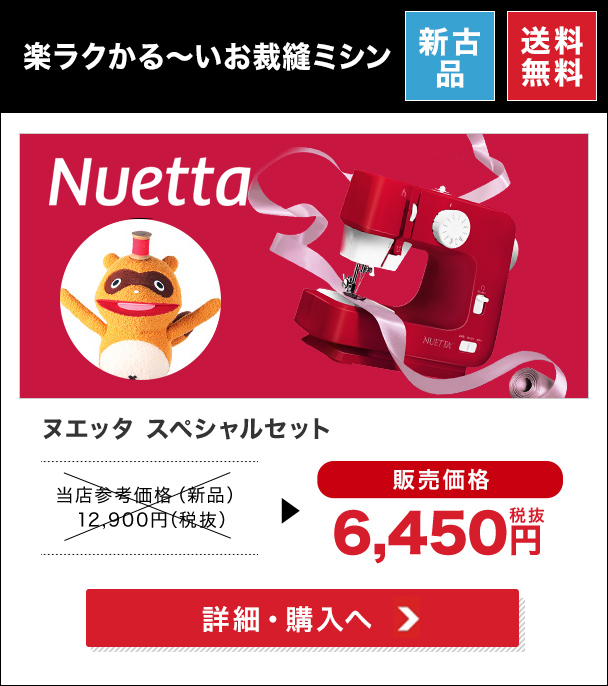 楽ラクかる〜いお裁縫ミシン
新古品
送料無料
Nuetta
NUETTA
ヌエッタ スペシャルセット
当店参考価格（新品）
12,900円(税抜)
販売価格
6,450円税抜
詳細・購入へ